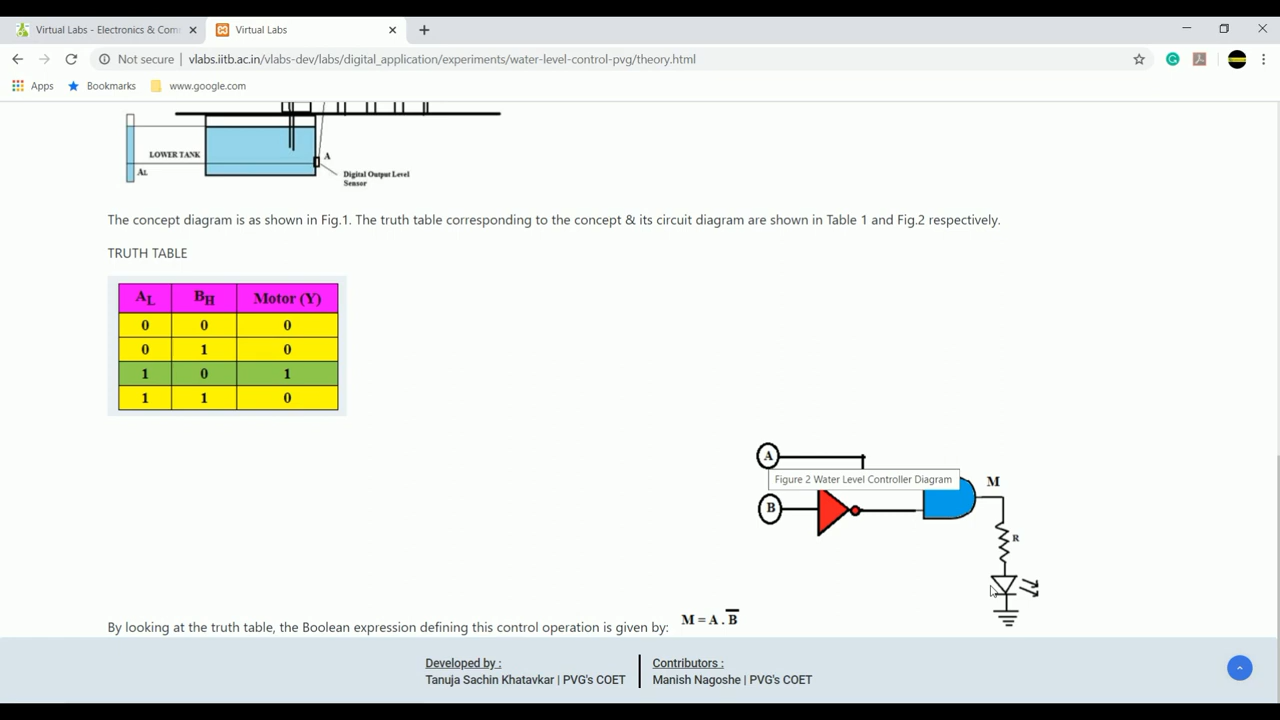 Virtual Labs - Electronics & Com
Virtual Labs
Not secure | vlabs.iitb.ac.in/vlabs-dev/labs/digital_application/experiments/water-level-control-pvg/theory.html
Apps Bookmarks www.google.com
LOWER TANK
A
AL
Digital Output Level
Sensor
The concept diagram is as shown in Fig.1. The truth table corresponding to the concept & its circuit diagram are shown in Table 1 and Fig.2 respectively.
TRUTH TABLE
AL BH Motor (Y)
0 0 0
0 1 0
1 0 1
1 1 0
A
Figure 2 Water Level Controller Diagram
M
B
R
By looking at the truth table, the Boolean expression defining this control operation is given by: M = A . B̅
Developed by :
Tanuja Sachin Khatavkar | PVG's COET
Contributors :
Manish Nagoshe | PVG's COET